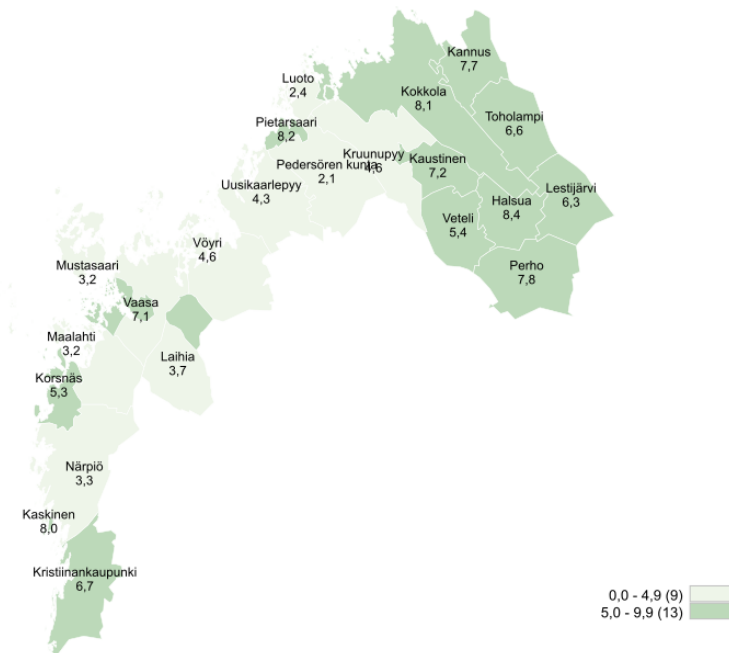 Kannus
7,7
Luoto
2,4
Kokkola
8,1
Toholampi
6,6
Pietarsaari
8,2
Kruunupyy
4,6
Pedersören kunta
2,1
Kaustinen
7,2
Uusikaarlepyy
4,3
Lestijärvi
6,3
Halsua
8,4
Veteli
5,4
Vöyri
4,6
Mustasaari
3,2
Perho
7,8
Vaasa
7,1
Maalahti
3,2
Laihia
3,7
Korsnäs
5,3
Närpiö
3,3
Kaskinen
8,0
Kristiinankaupunki
6,7
0,0 - 4,9 (9)
5,0 - 9,9 (13)